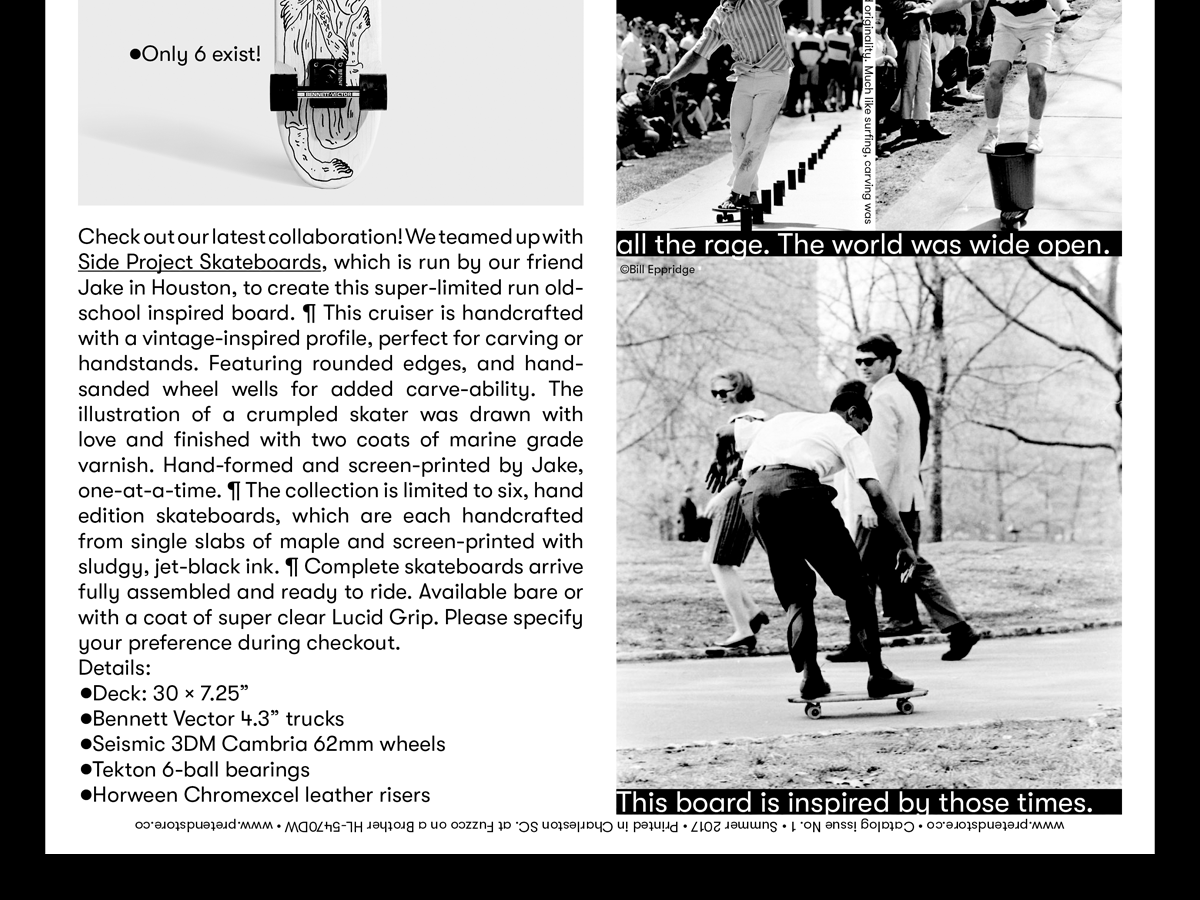 ●Only 6 exist!
BENNETT-VECTOR
Check out our latest collaboration! We teamed up with
Side Project Skateboards, which is run by our friend
Jake in Houston, to create this super-limited run old-
school inspired board. ¶ This cruiser is handcrafted
with a vintage-inspired profile, perfect for carving or
handstands. Featuring rounded edges, and hand-
sanded wheel wells for added carve-ability. The
illustration of a crumpled skater was drawn with
love and finished with two coats of marine grade
varnish. Hand-formed and screen-printed by Jake,
one-at-a-time. ¶ The collection is limited to six, hand
edition skateboards, which are each handcrafted
from single slabs of maple and screen-printed with
sludgy, jet-black ink. ¶ Complete skateboards arrive
fully assembled and ready to ride. Available bare or
with a coat of super clear Lucid Grip. Please specify
your preference during checkout.
Details:
●Deck: 30 × 7.25”
●Bennett Vector 4.3” trucks
●Seismic 3DM Cambria 62mm wheels
●Tekton 6-ball bearings
●Horween Chromexcel leather risers
originality. Much like surfing, carving was
all the rage. The world was wide open.
©Bill Eppridge
This board is inspired by those times.
www.pretendstore.co • Catalog issue No. 1 • Summer 2017 • Printed in Charleston SC. at Fuzzco on a Brother HL-5470DW • www.pretendstore.co